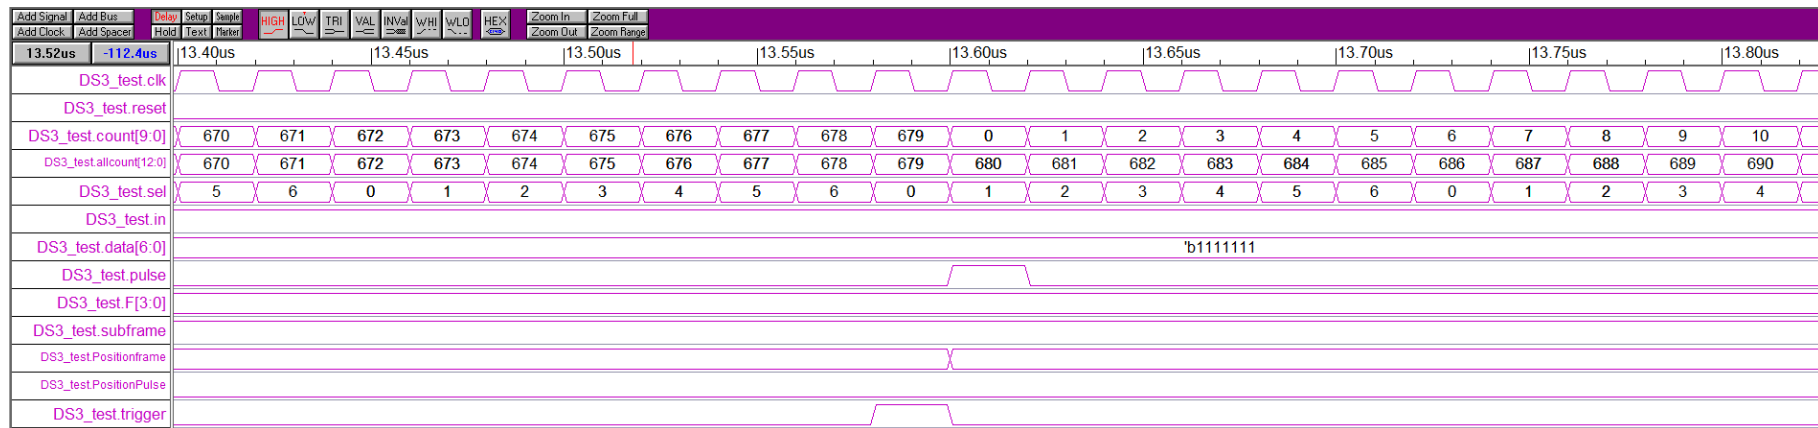 Add Signal Add Bus Delay Setup Sample HIGH LOW TRI VAL INVal WHI WLO HEX Zoom In Zoom Full
Add Clock Add Spacer Hold Text Marker Zoom Out Zoom Range
13.52us -112.4us 13.40us 13.45us 13.50us 13.55us 13.60us 13.65us 13.70us 13.75us 13.80us
DS3_test.clk
DS3_test.reset
DS3_test.count[9:0] 670 671 672 673 674 675 676 677 678 679 0 1 2 3 4 5 6 7 8 9 10
DS3_test.allcount[12:0] 670 671 672 673 674 675 676 677 678 679 680 681 682 683 684 685 686 687 688 689 690
DS3_test.sel 5 6 0 1 2 3 4 5 6 0 1 2 3 4 5 6 0 1 2 3 4
DS3_test.in
DS3_test.data[6:0] 'b1111111
DS3_test.pulse
DS3_test.F[3:0]
DS3_test.subframe
DS3_test.Positionframe
DS3_test.PositionPulse
DS3_test.trigger